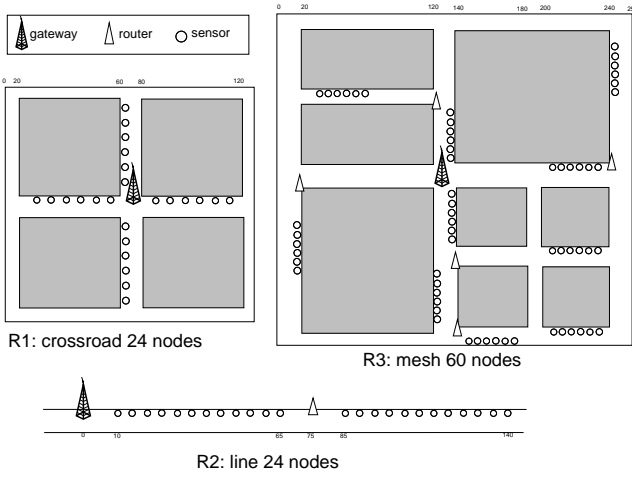 gateway router sensor
0 20 60 80 120
R1: crossroad 24 nodes
0 20 120 140 180 200 240
R3: mesh 60 nodes
0 10 65 75 85 140
R2: line 24 nodes